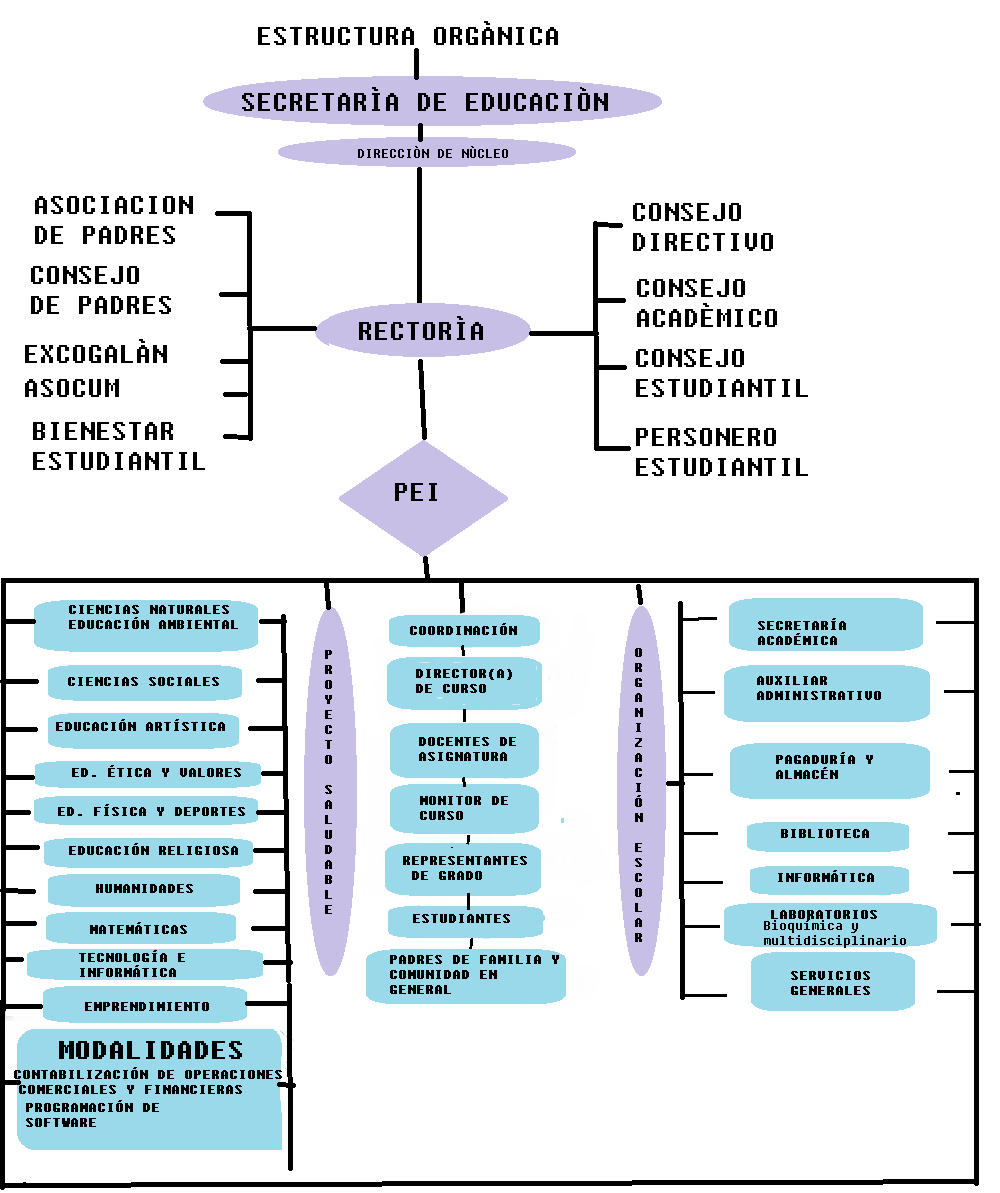 ESTRUCTURA ORGÀNICA
SECRETARÌA DE EDUCACIÒN
DIRECCIÒN DE NÙCLEO
ASOCIACION
DE PADRES
CONSEJO
DE PADRES
EXCOGALÀN
ASOCUM
BIENESTAR
ESTUDIANTIL
RECTORÌA
CONSEJO
DIRECTIVO
CONSEJO
ACADÈMICO
CONSEJO
ESTUDIANTIL
PERSONERO
ESTUDIANTIL
PEI
CIENCIAS NATURALES
EDUCACIÓN AMBIENTAL
CIENCIAS SOCIALES
EDUCACIÓN ARTÍSTICA
ED. ÉTICA Y VALORES
ED. FÍSICA Y DEPORTES
EDUCACIÓN RELIGIOSA
HUMANIDADES
MATEMÁTICAS
TECNOLOGÍA E
INFORMÁTICA
EMPRENDIMIENTO
MODALIDADES
CONTABILIZACIÓN DE OPERACIONES
COMERCIALES Y FINANCIERAS
PROGRAMACIÓN DE
SOFTWARE
PROYECTO SALUDABLE
COORDINACIÓN
DIRECTOR(A)
DE CURSO
DOCENTES DE
ASIGNATURA
MONITOR DE
CURSO
REPRESENTANTES
DE GRADO
ESTUDIANTES
PADRES DE FAMILIA Y
COMUNIDAD EN
GENERAL
ORGANIZACIÓN ESCOLAR
SECRETARÍA
ACADÉMICA
AUXILIAR
ADMINISTRATIVO
PAGADURÍA Y
ALMACÉN
BIBLIOTECA
INFORMÁTICA
LABORATORIOS
Bioquímica y
multidisciplinario
SERVICIOS
GENERALES